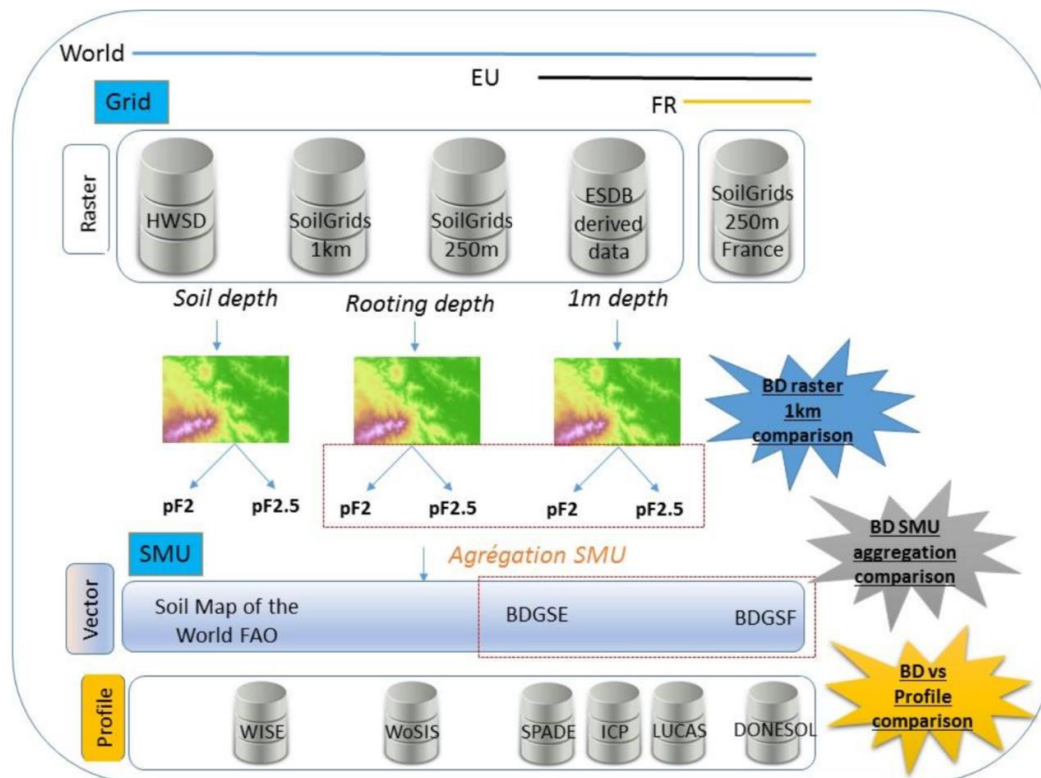 World
EU
FR
Grid
Raster
HWSD
SoilGrids
1km
SoilGrids
250m
ESDB
derived
data
SoilGrids
250m
France
Soil depth
Rooting depth
1m depth
BD raster
1km
comparison
pF2
pF2.5
pF2
pF2.5
pF2
pF2.5
SMU
Agrégation SMU
BD SMU
aggregation
comparison
Vector
Soil Map of the
World FAO
BDGSE
BDGSF
Profile
WISE
WoSIS
SPADE
ICP
LUCAS
DONESOL
BD vs
Profile
comparison